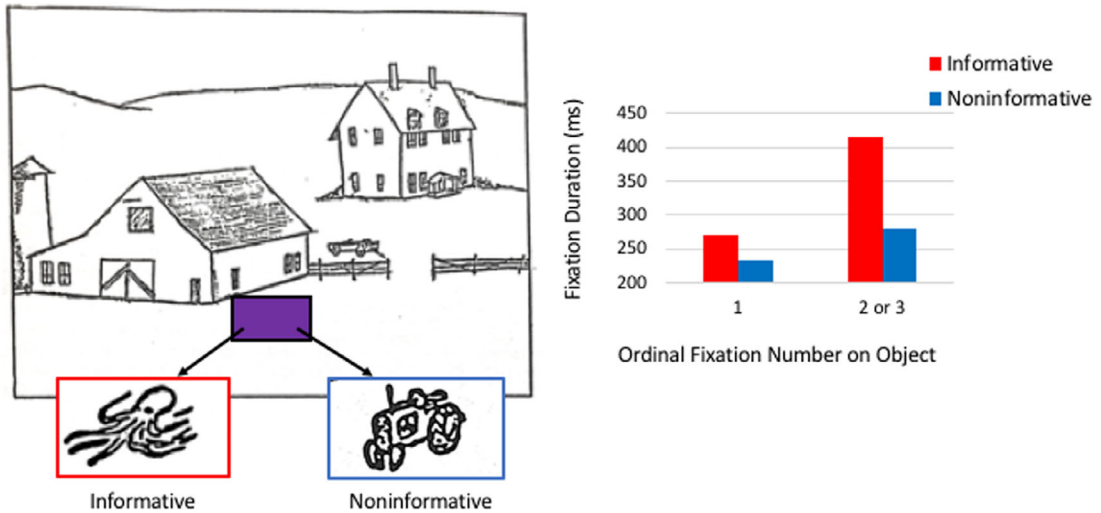 Informative
Noninformative
Informative
Noninformative
Fixation Duration (ms)
450
400
350
300
250
200
1
2 or 3
Ordinal Fixation Number on Object